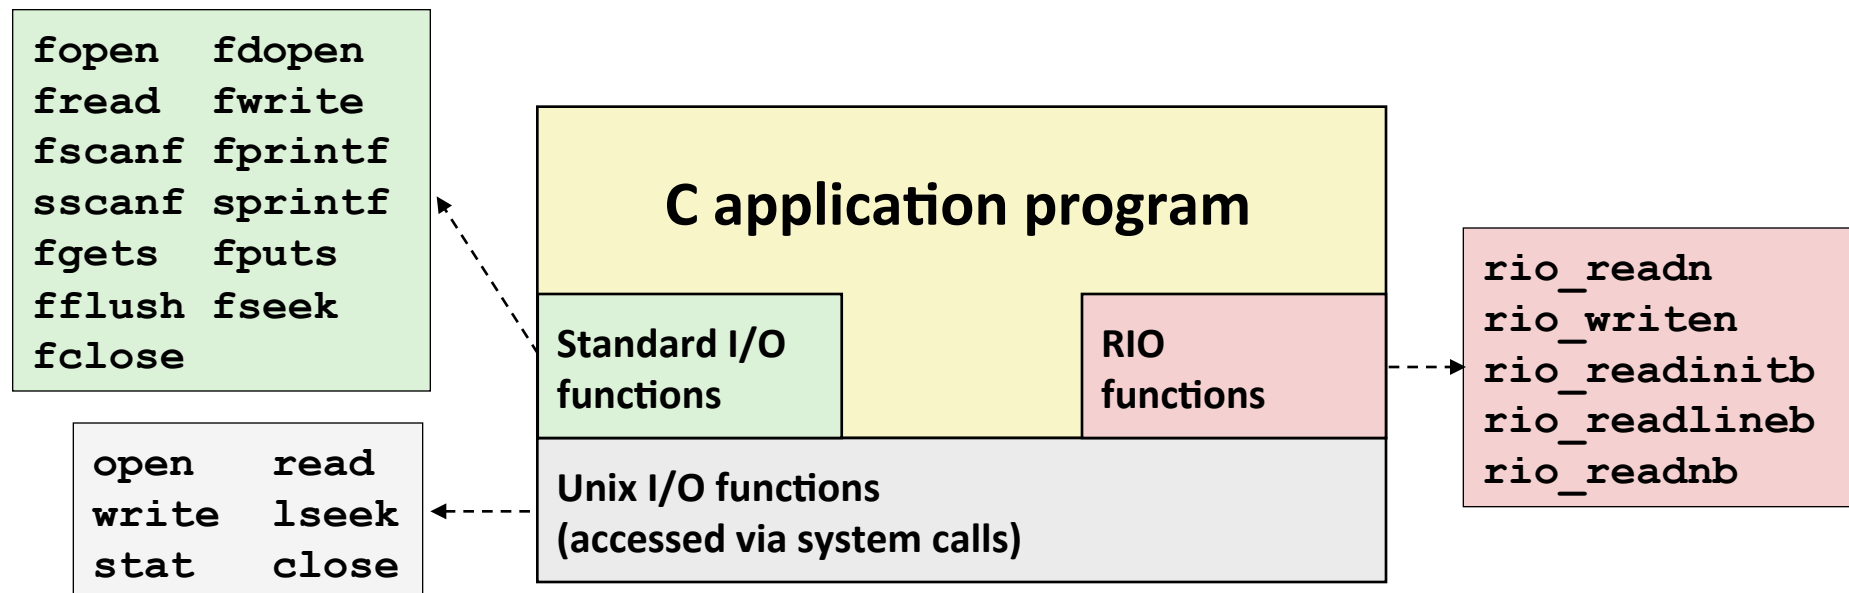 fopen fdopen
fread fwrite
fscanf fprintf
sscanf sprintf
fgets fputs
fflush fseek
fclose
C application program
Standard I/O
functions
RIO
functions
rio_readn
rio_writen
rio_readinitb
rio_readlineb
rio_readnb
open read
write lseek
stat close
Unix I/O functions
(accessed via system calls)